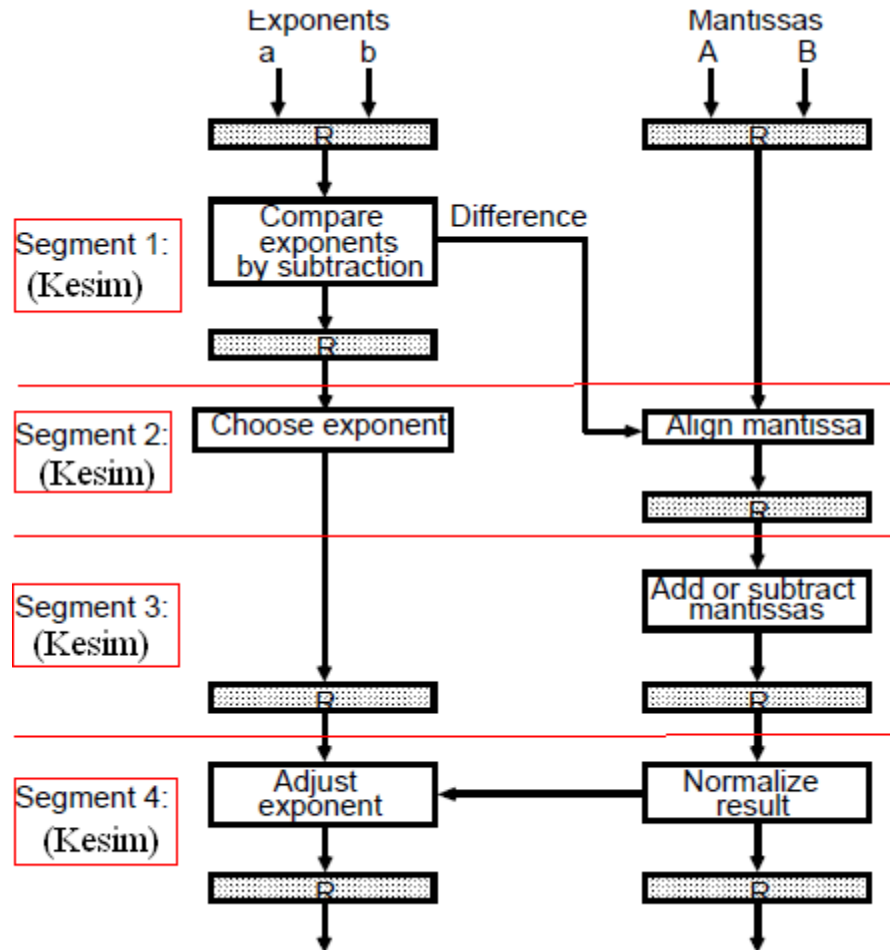 Exponents
a b
Mantissas
A B
R
R
Segment 1:
(Kesim)
Compare
exponents
by subtraction
Difference
R
Segment 2:
(Kesim)
Choose exponent
Align mantissa
R
Segment 3:
(Kesim)
Add or subtract
mantissas
R
R
Segment 4:
(Kesim)
Adjust
exponent
Normalize
result
R
R